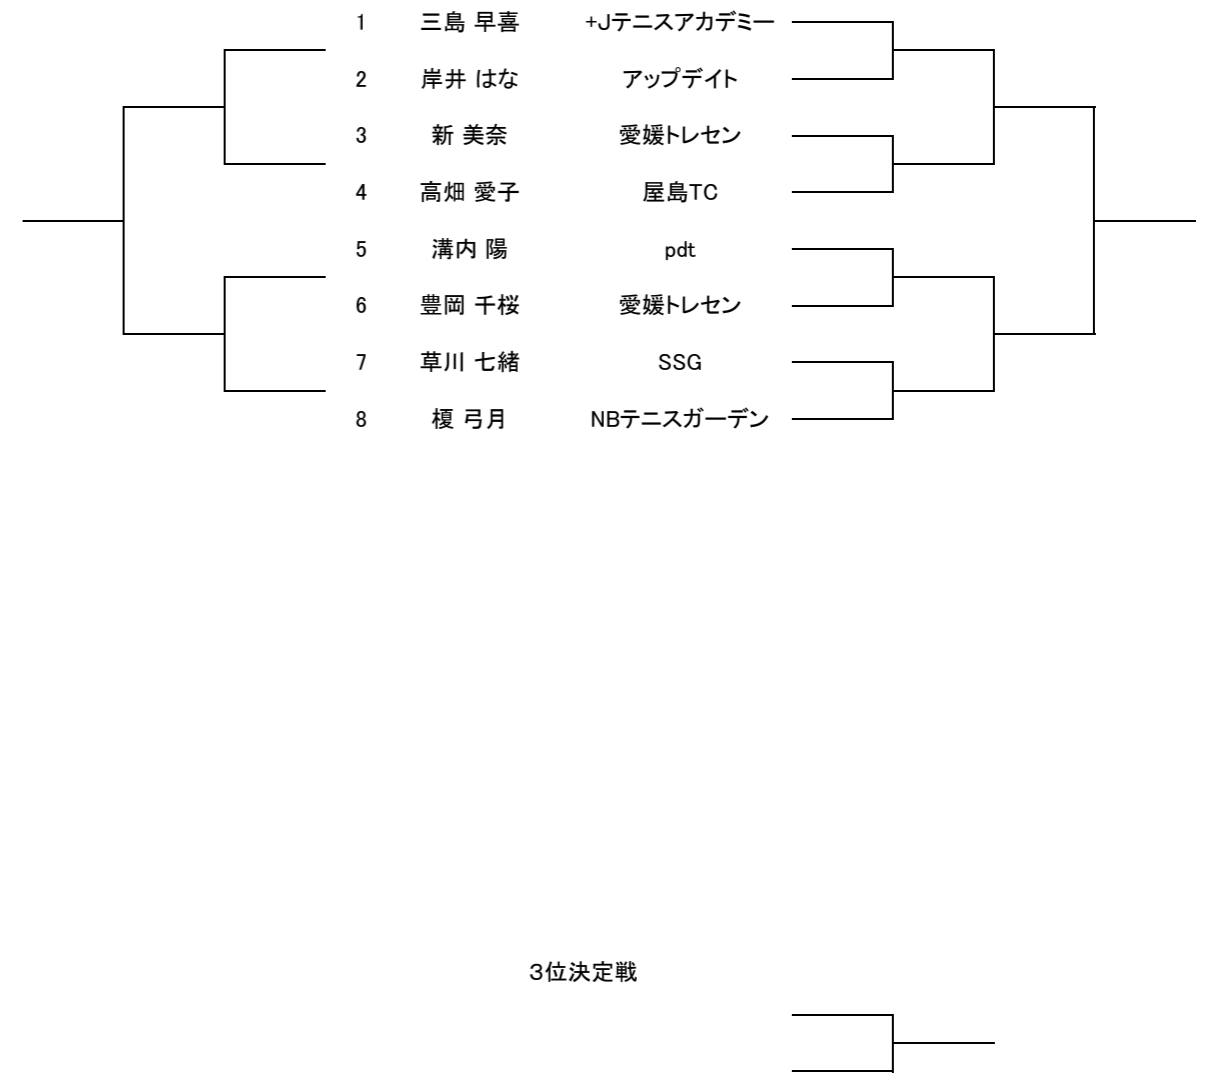 1 三島 早喜 +Jテニスアカデミー
2 岸井 はな アップデイト
3 新 美奈 愛媛トレセン
4 高畑 愛子 屋島TC
5 溝内 陽 pdt
6 豊岡 千桜 愛媛トレセン
7 草川 七緒 SSG
8 榎 弓月 NBテニスガーデン
３位決定戦